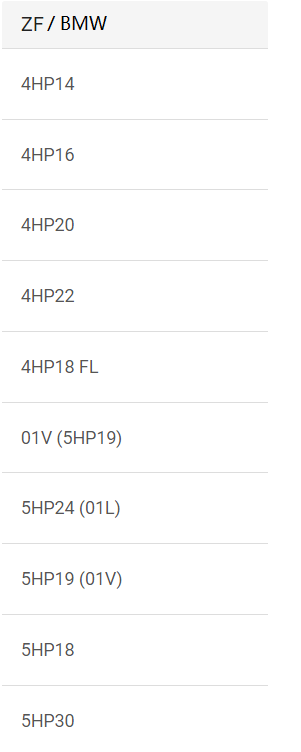 ZF / BMW
4HP14
4HP16
4HP20
4HP22
4HP18 FL
01V (5HP19)
5HP24 (01L)
5HP19 (01V)
5HP18
5HP30